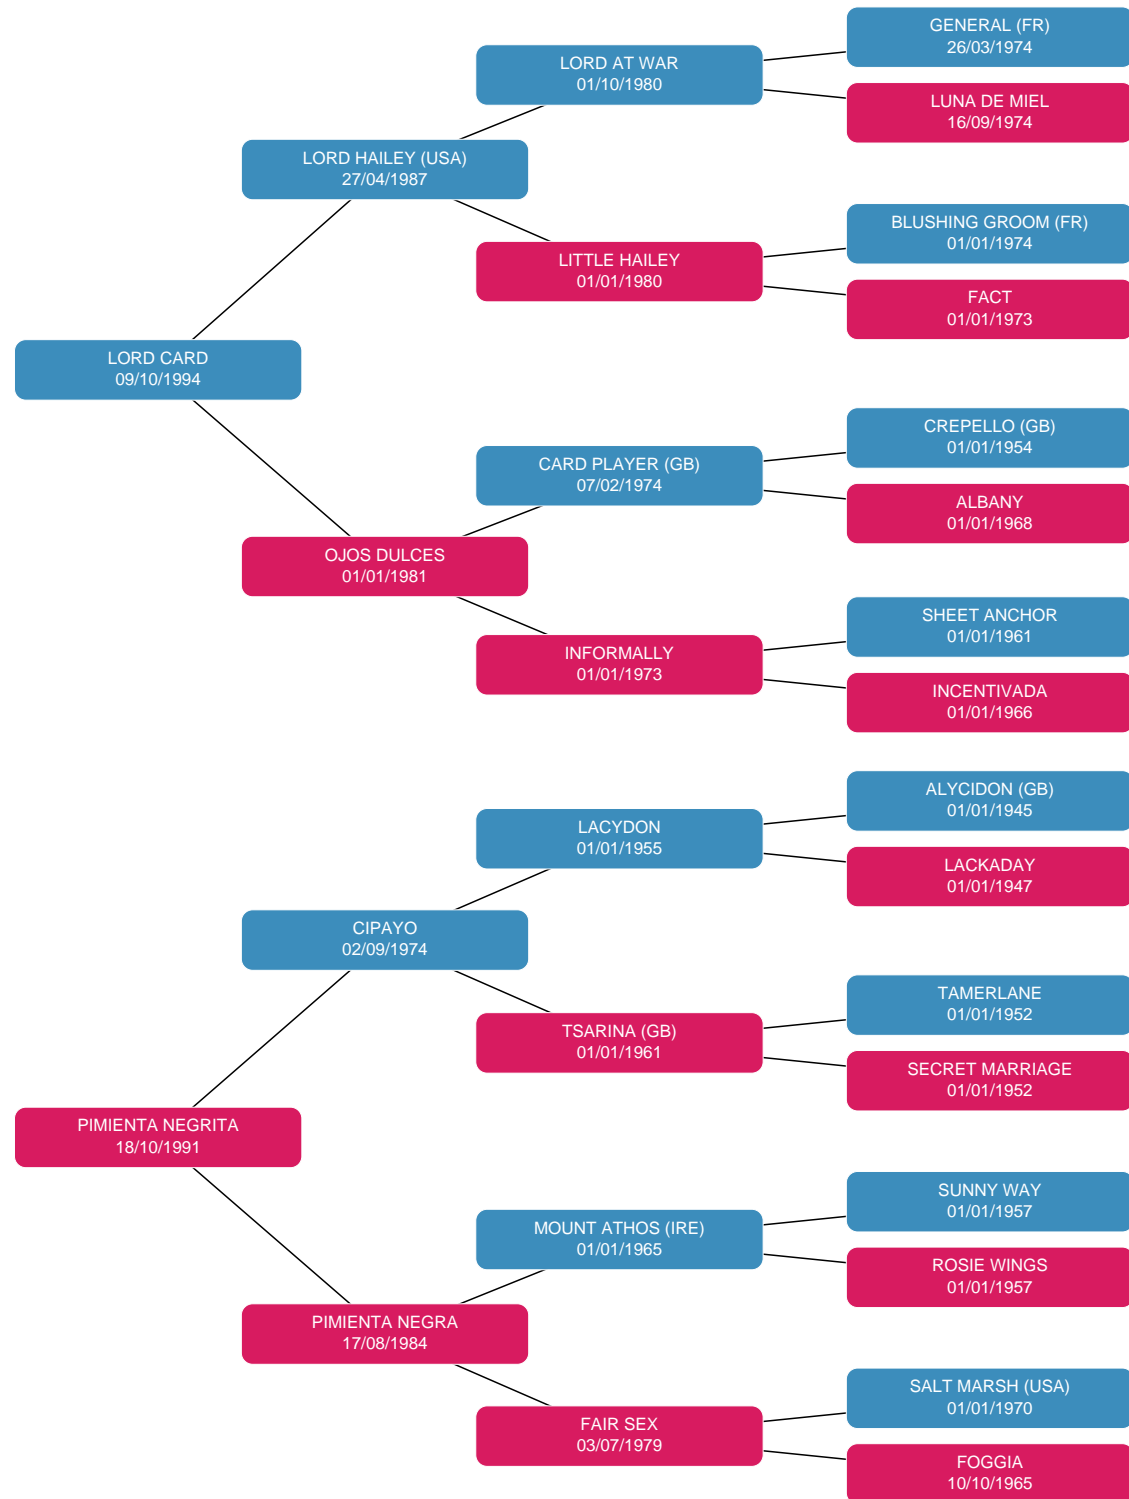 GENERAL (FR)
26/03/1974
LORD AT WAR
01/10/1980
LUNA DE MIEL
16/09/1974
LORD HAILEY (USA)
27/04/1987
BLUSHING GROOM (FR)
01/01/1974
LITTLE HAILEY
01/01/1980
FACT
01/01/1973
LORD CARD
09/10/1994
CREPELLO (GB)
01/01/1954
CARD PLAYER (GB)
07/02/1974
ALBANY
01/01/1968
OJOS DULCES
01/01/1981
SHEET ANCHOR
01/01/1961
INFORMALLY
01/01/1973
INCENTIVADA
01/01/1966
ALYCIDON (GB)
01/01/1945
LACYDON
01/01/1955
LACKADAY
01/01/1947
CIPAYO
02/09/1974
TAMERLANE
01/01/1952
TSARINA (GB)
01/01/1961
SECRET MARRIAGE
01/01/1952
PIMIENTA NEGRITA
18/10/1991
SUNNY WAY
01/01/1957
MOUNT ATHOS (IRE)
01/01/1965
ROSIE WINGS
01/01/1957
PIMIENTA NEGRA
17/08/1984
SALT MARSH (USA)
01/01/1970
FAIR SEX
03/07/1979
FOGGIA
10/10/1965